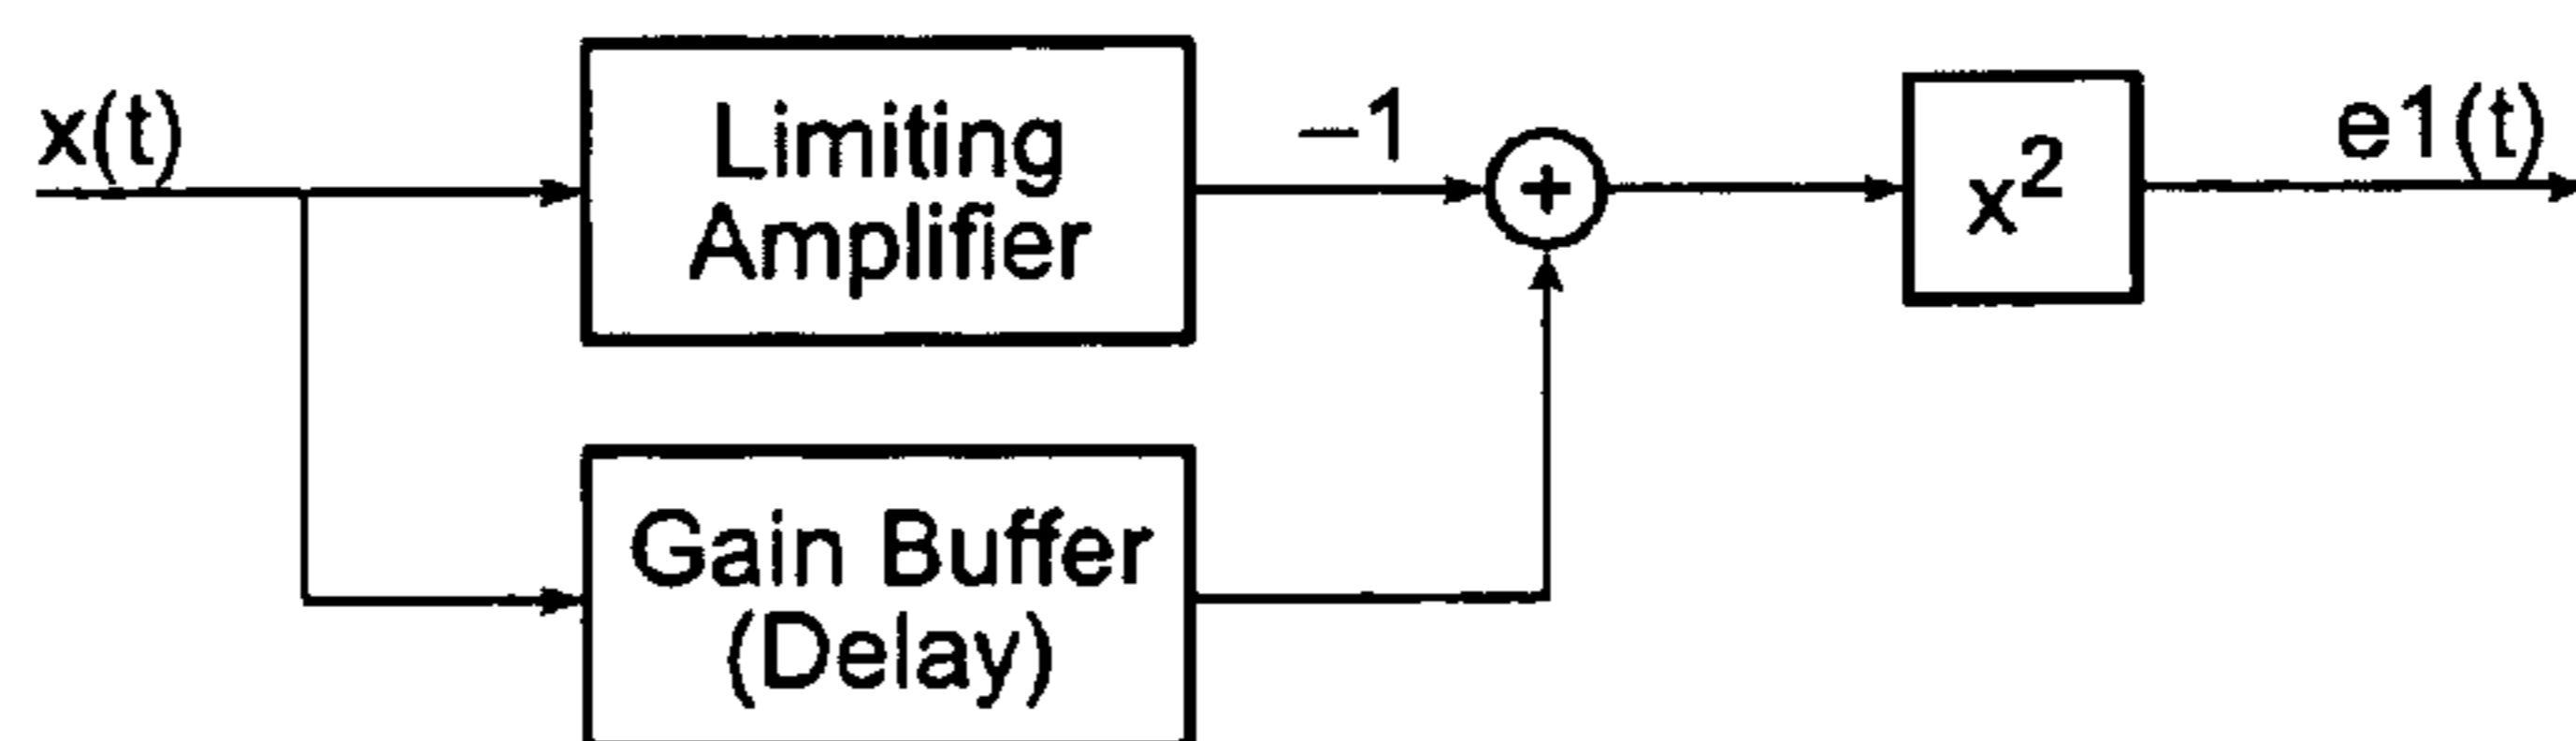 x(t)
Limiting
Amplifier
−1
+
x²
e1(t)
Gain Buffer
(Delay)